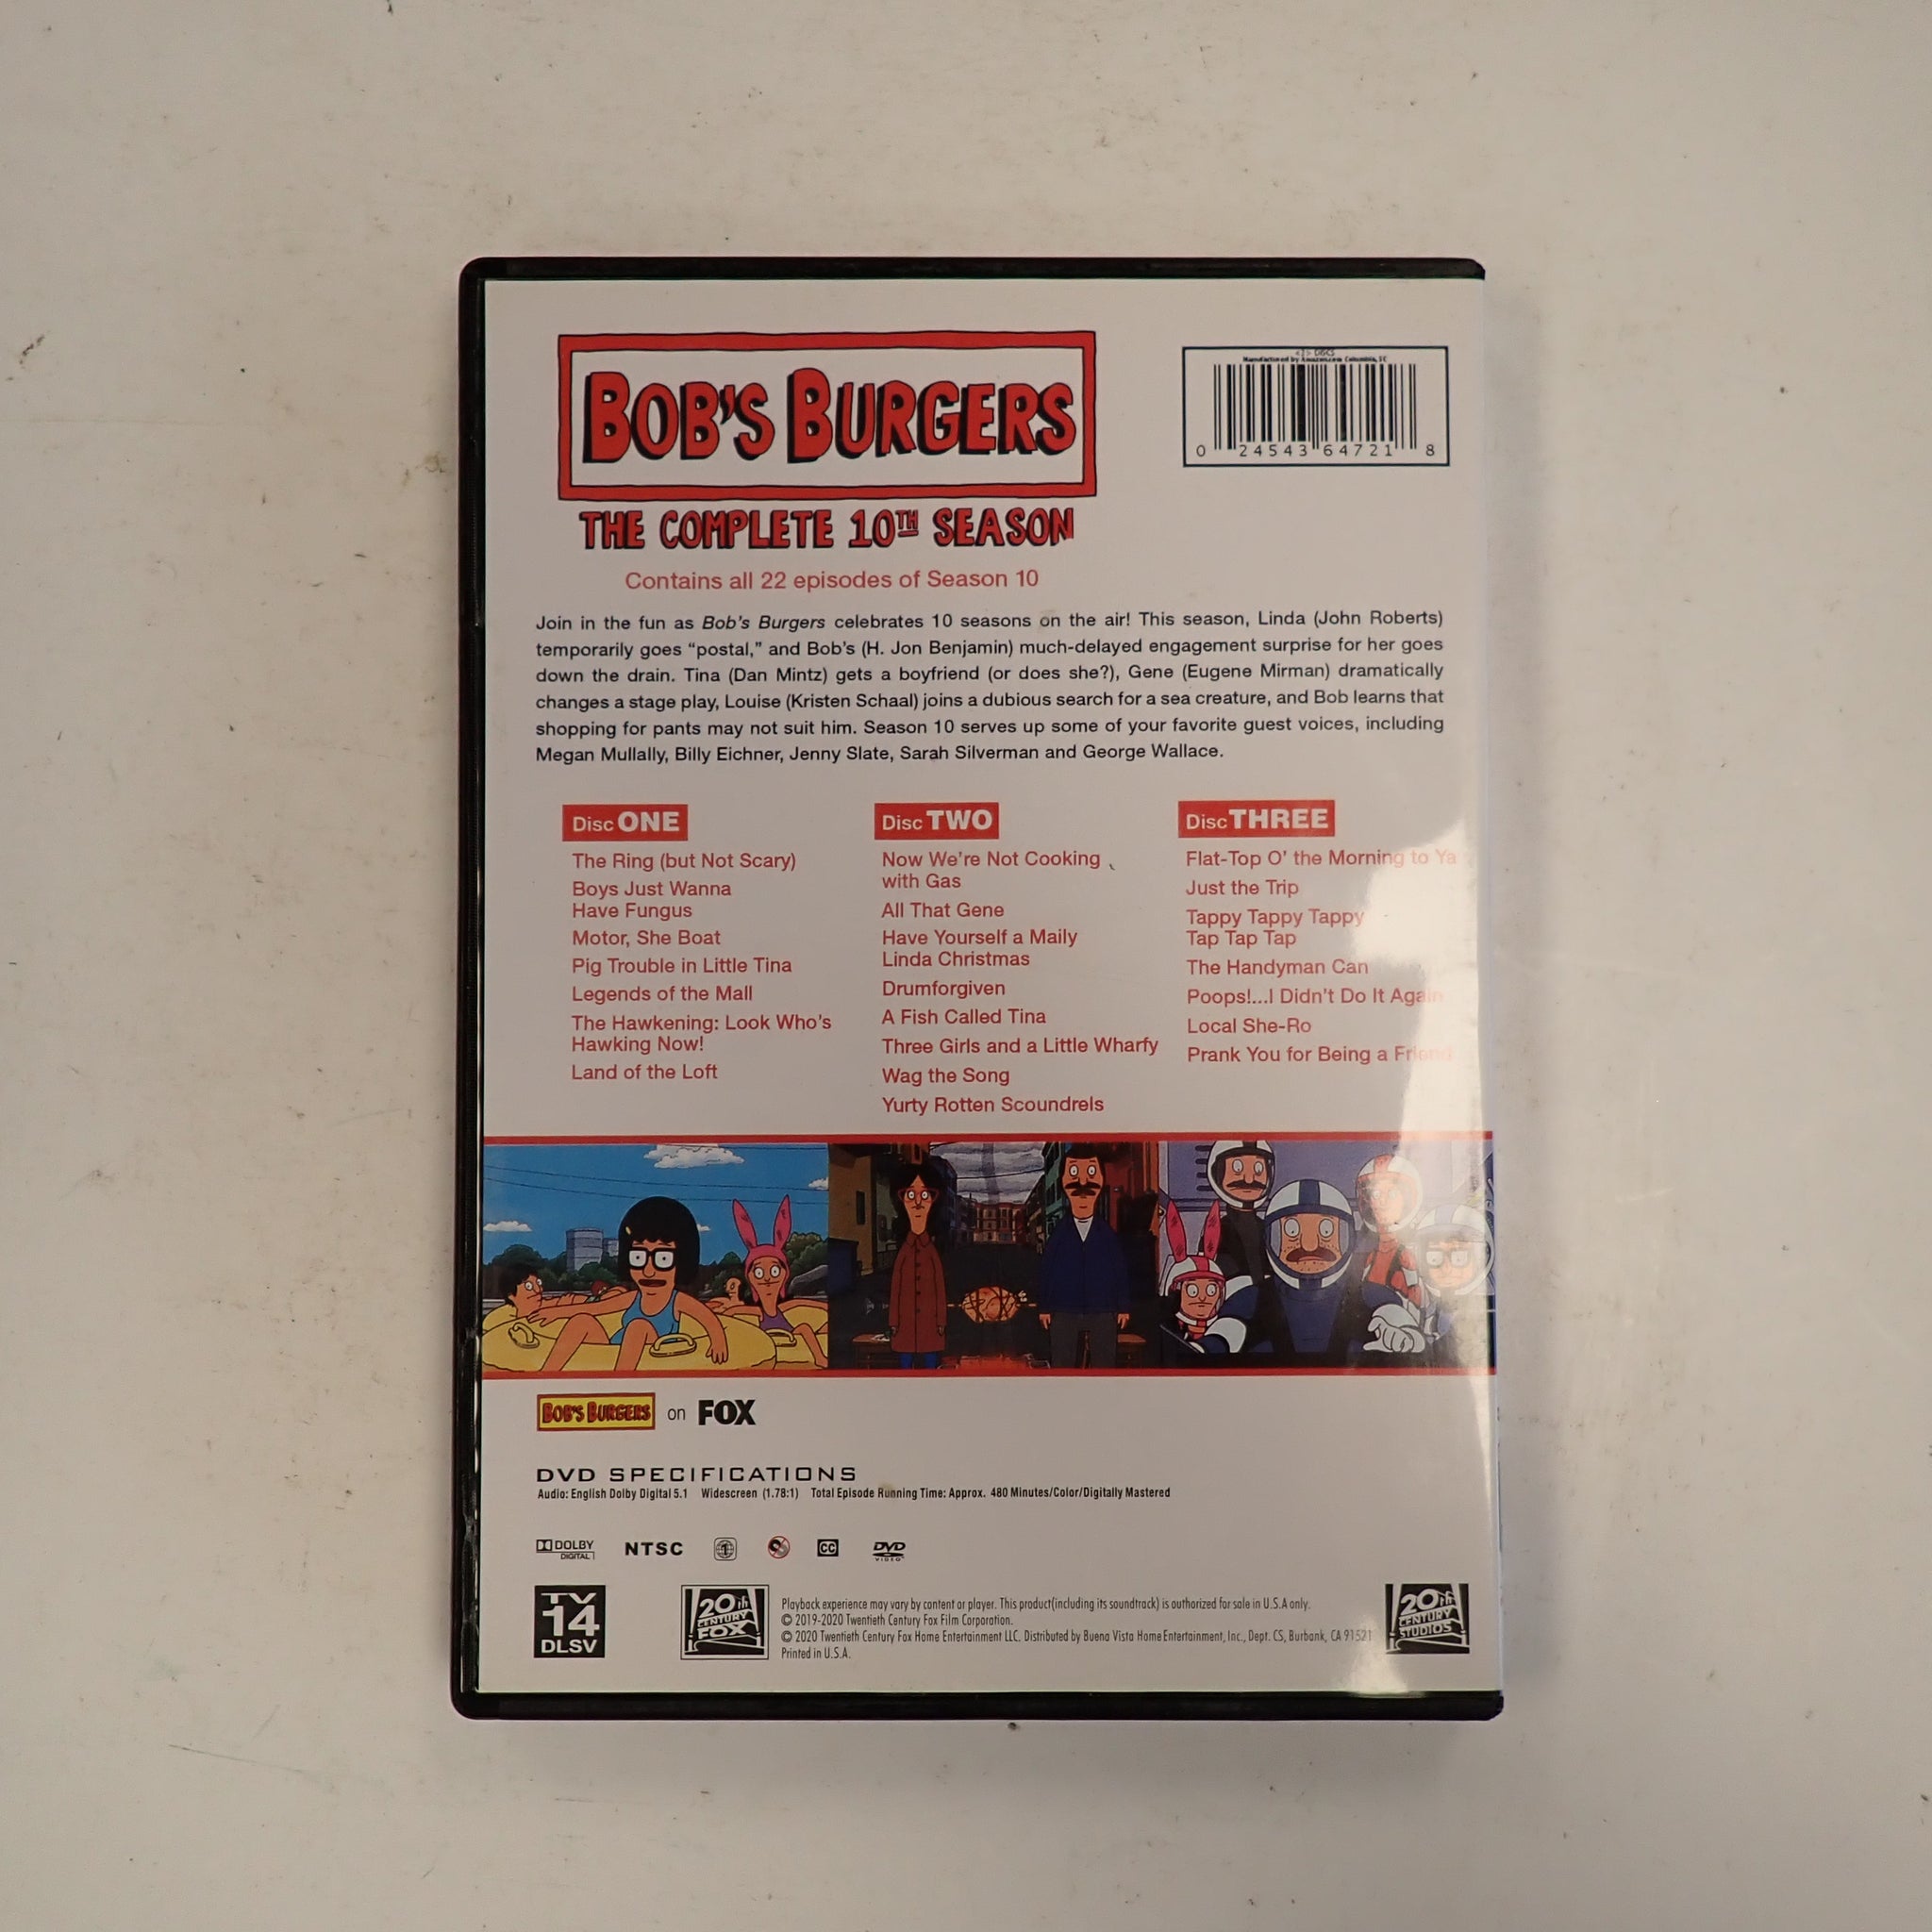 BOB'S BURGERS
THE COMPLETE 10TH SEASON
Manufactured by Amazon.com Columbia, SC
0 24543 64721 8
Contains all 22 episodes of Season 10
Join in the fun as Bob's Burgers celebrates 10 seasons on the air! This season, Linda (John Roberts)
temporarily goes “postal,” and Bob's (H. Jon Benjamin) much-delayed engagement surprise for her goes
down the drain. Tina (Dan Mintz) gets a boyfriend (or does she?), Gene (Eugene Mirman) dramatically
changes a stage play, Louise (Kristen Schaal) joins a dubious search for a sea creature, and Bob learns that
shopping for pants may not suit him. Season 10 serves up some of your favorite guest voices, including
Megan Mullally, Billy Eichner, Jenny Slate, Sarah Silverman and George Wallace.
Disc ONE
The Ring (but Not Scary)
Boys Just Wanna
Have Fungus
Motor, She Boat
Pig Trouble in Little Tina
Legends of the Mall
The Hawkening: Look Who's
Hawking Now!
Land of the Loft
Disc TWO
Now We're Not Cooking
with Gas
All That Gene
Have Yourself a Maily
Linda Christmas
Drumforgiven
A Fish Called Tina
Three Girls and a Little Wharfy
Wag the Song
Yurty Rotten Scoundrels
Disc THREE
Flat-Top O' the Morning to Ya
Just the Trip
Tappy Tappy Tappy
Tap Tap Tap
The Handyman Can
Poops!...I Didn't Do It Again
Local She-Ro
Prank You for Being a Friend
BOB'S BURGERS on FOX
DVD SPECIFICATIONS
Audio: English Dolby Digital 5.1 Widescreen (1.78:1) Total Episode Running Time: Approx. 480 Minutes/Color/Digitally Mastered
DOLBY DIGITAL NTSC 1 CC DVD VIDEO
TV
14
DLSV
20th
CENTURY
FOX
Playback experience may vary by content or player. This product(including its soundtrack) is authorized for sale in U.S.A only.
© 2019-2020 Twentieth Century Fox Film Corporation.
© 2020 Twentieth Century Fox Home Entertainment LLC. Distributed by Buena Vista Home Entertainment, Inc., Dept. CS, Burbank, CA 91521
Printed in U.S.A.
20th
CENTURY
STUDIOS